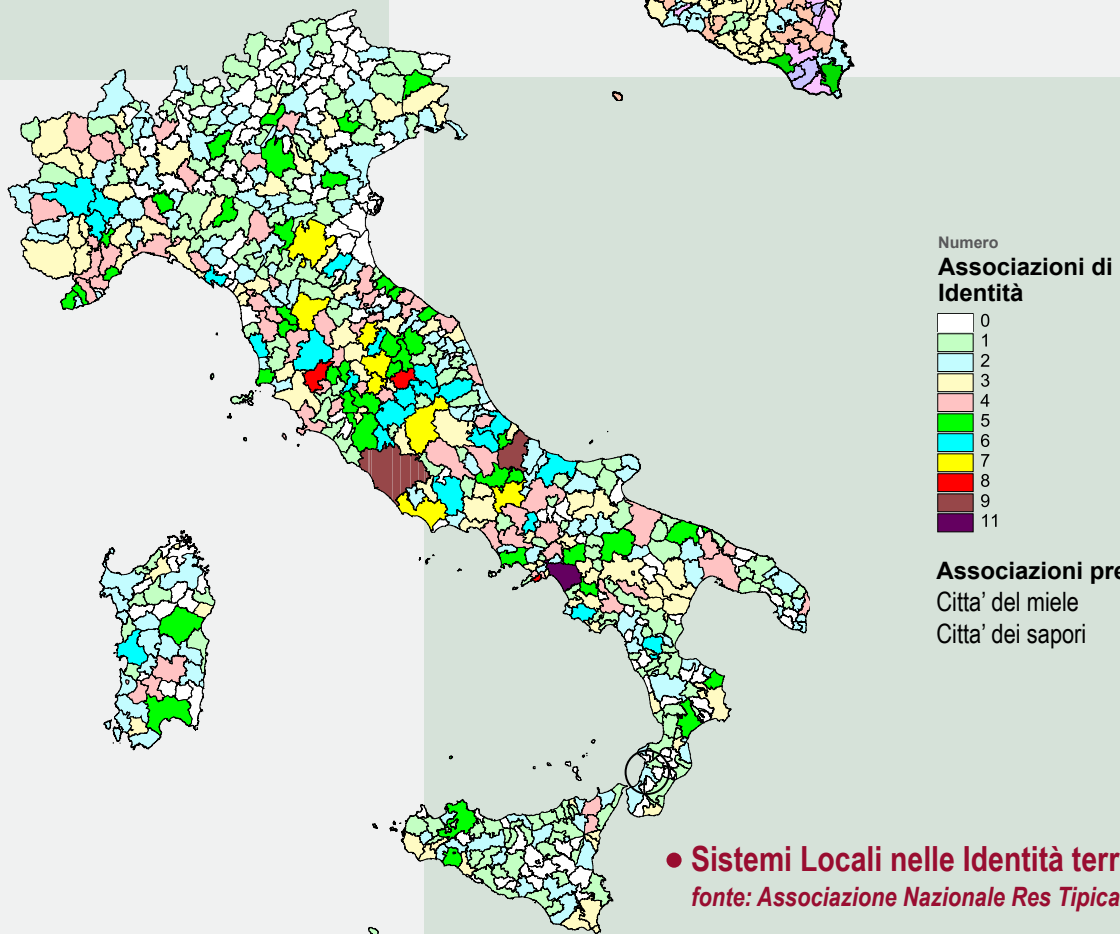 Numero
Associazioni di
Identità
0
1
2
3
4
5
6
7
8
9
11
Associazioni pre
Citta' del miele
Citta' dei sapori
• Sistemi Locali nelle Identità terr
fonte: Associazione Nazionale Res Tipica